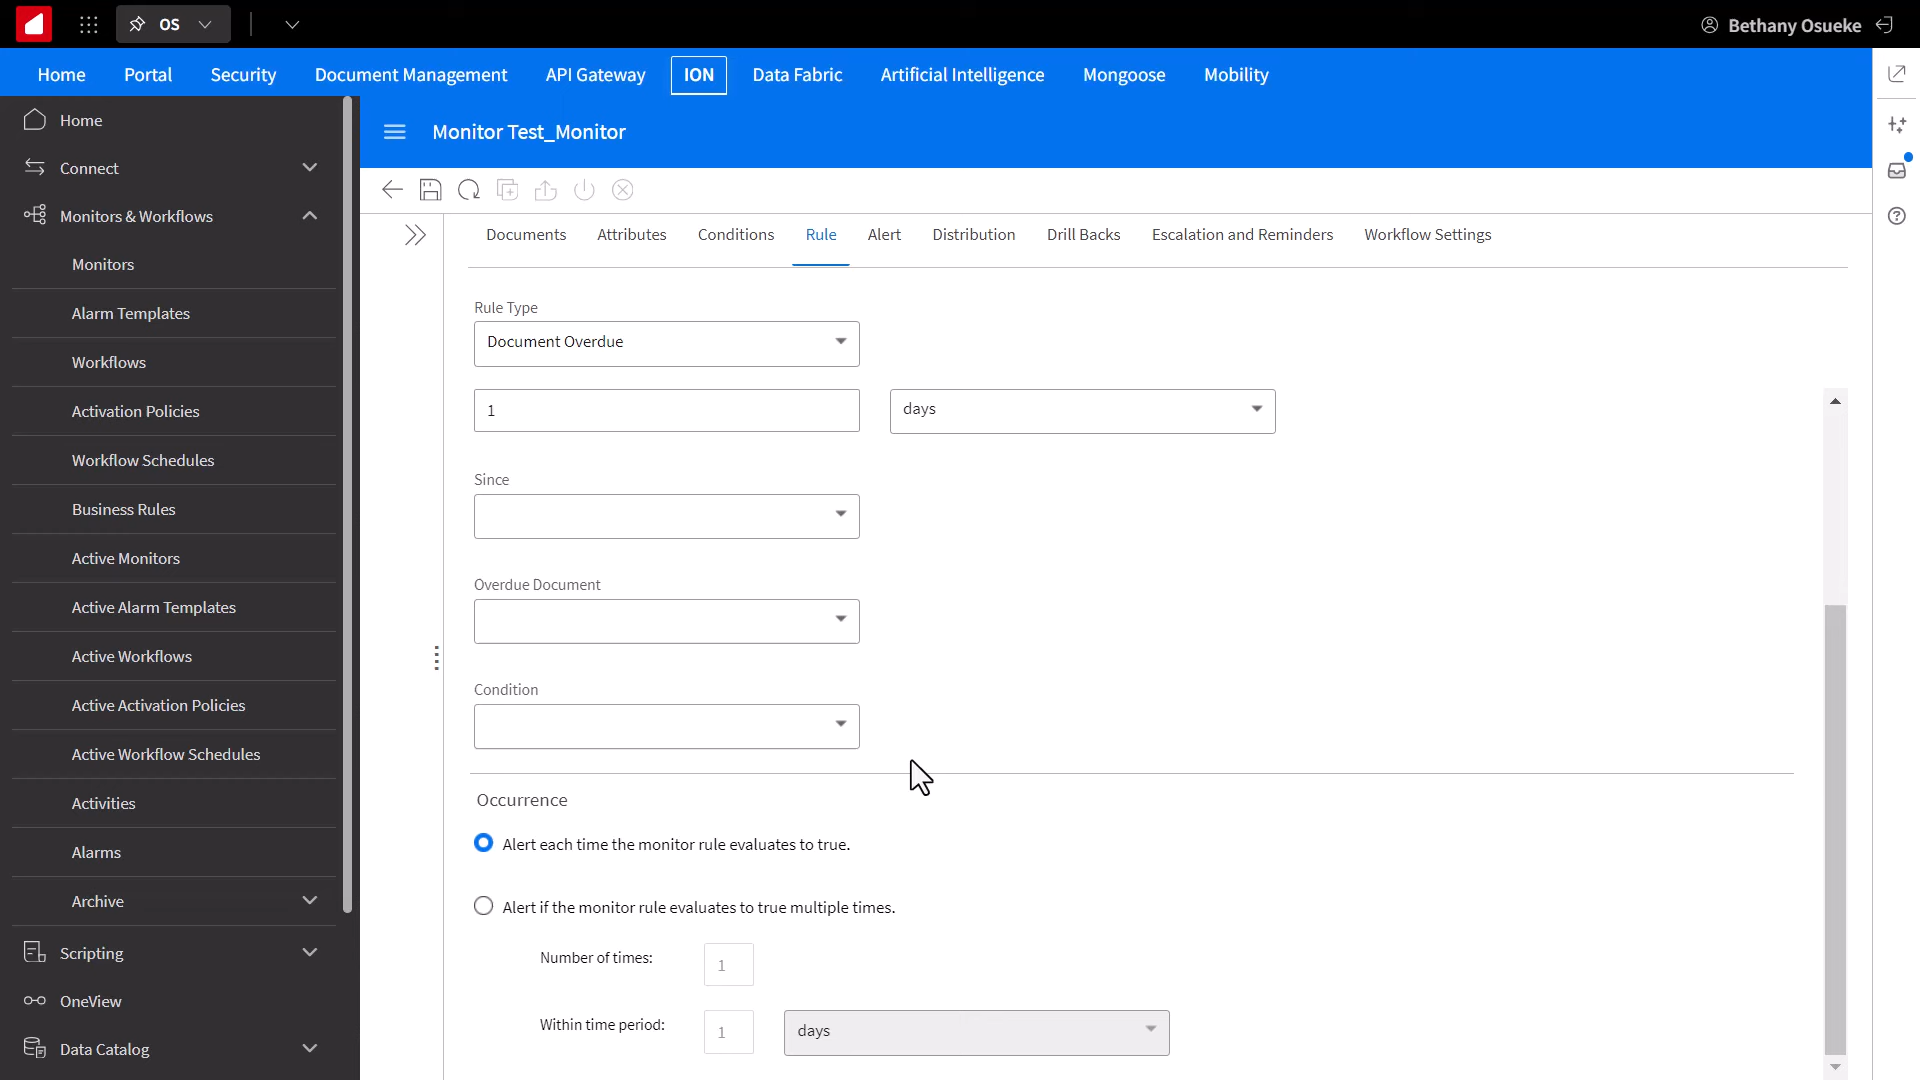 OS
Bethany Osueke
Home Portal Security Document Management API Gateway ION Data Fabric Artificial Intelligence Mongoose Mobility
Home
Connect
Monitors & Workflows
Monitors
Alarm Templates
Workflows
Activation Policies
Workflow Schedules
Business Rules
Active Monitors
Active Alarm Templates
Active Workflows
Active Activation Policies
Active Workflow Schedules
Activities
Alarms
Archive
Scripting
OneView
Data Catalog
Monitor Test_Monitor
Documents Attributes Conditions Rule Alert Distribution Drill Backs Escalation and Reminders Workflow Settings
Rule Type
Document Overdue
1 days
Since
Overdue Document
Condition
Occurrence
Alert each time the monitor rule evaluates to true.
Alert if the monitor rule evaluates to true multiple times.
Number of times: 1
Within time period: 1 days